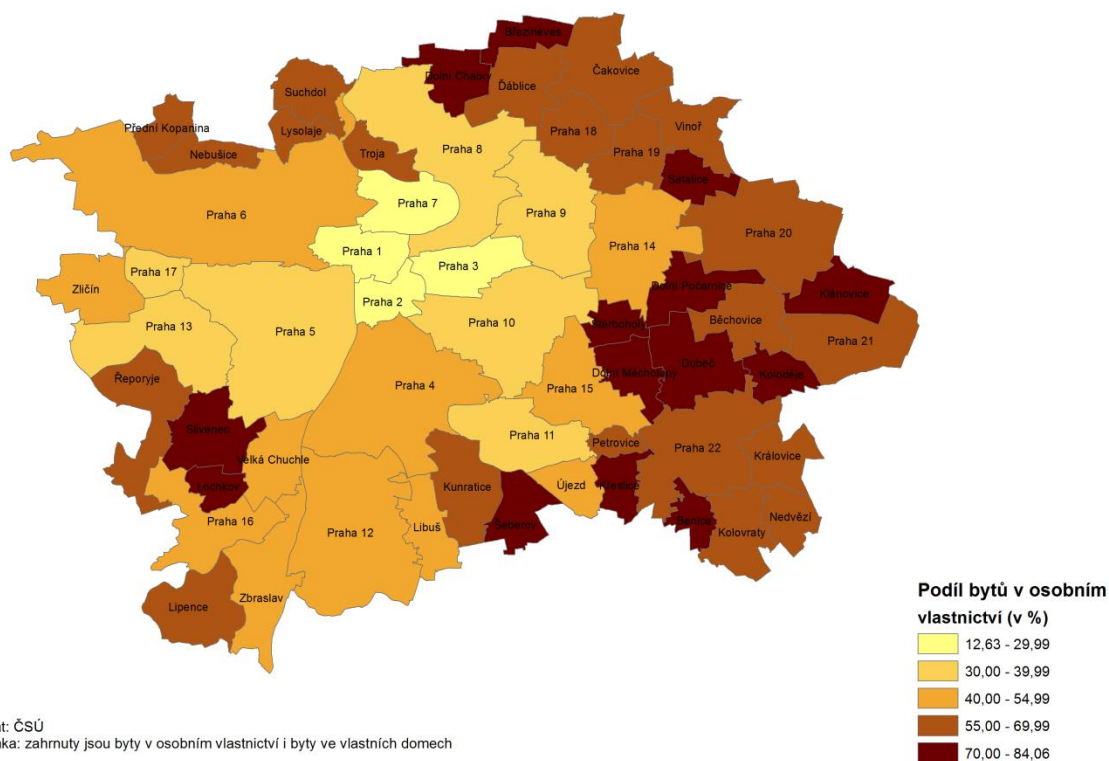 Březiněves
Dolní Chabry
Ďáblice
Čakovice
Suchdol
Přední Kopanina
Lysolaje
Nebušice
Troja
Praha 8
Praha 18
Praha 19
Vinoř
Satalice
Praha 6
Praha 7
Praha 9
Praha 14
Praha 20
Praha 1
Praha 3
Praha 17
Zličín
Praha 2
Dolní Počernice
Klánovice
Praha 13
Praha 5
Praha 10
Štěrboholy
Běchovice
Praha 21
Řeporyje
Praha 4
Praha 15
Dolní Měcholupy
Dubeč
Koloděje
Slivenec
Velká Chuchle
Praha 11
Petrovice
Praha 22
Královice
Lochkov
Kunratice
Újezd
Křeslice
Praha 16
Praha 12
Libuš
Šeberov
Benice
Kolovraty
Nedvězí
Lipence
Zbraslav
Podíl bytů v osobním
vlastnictví (v %)
12,63 - 29,99
30,00 - 39,99
40,00 - 54,99
55,00 - 69,99
70,00 - 84,06
at: ČSÚ
nka: zahrnuty jsou byty v osobním vlastnictví i byty ve vlastních domech